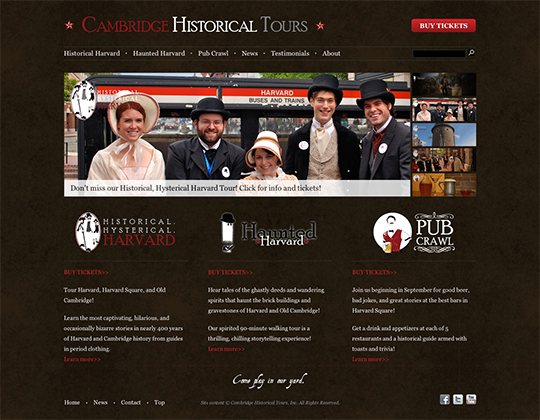 CAMBRIDGE HISTORICAL TOURS
BUY TICKETS
Historical Harvard • Haunted Harvard • Pub Crawl • News • Testimonials • About
HISTORICAL
HYSTERICAL
HARVARD
HARVARD
BUSES AND TRAINS
Don't miss our Historical, Hysterical Harvard Tour! Click for info and tickets!
HISTORICAL.
HYSTERICAL.
HARVARD
Haunted
Harvard
PUB
CRAWL
BUY TICKETS>>
Tour Harvard, Harvard Square, and Old
Cambridge!
Learn the most captivating, hilarious, and
occasionally bizarre stories in nearly 400 years
of Harvard and Cambridge history from guides
in period clothing.
Learn more>>
BUY TICKETS>>
Hear tales of the ghastly deeds and wandering
spirits that haunt the brick buildings and
gravestones of Harvard and Old Cambridge!
Our spirited 90-minute walking tour is a
thrilling, chilling storytelling experience!
Learn more>>
BUY TICKETS>>
Join us beginning in September for good beer,
bad jokes, and great stories at the best bars in
Harvard Square!
Get a drink and appetizers at each of 5
restaurants and a historical guide armed with
toasts and trivia!
Learn more>>
Come play in our yard.
Home • News • Contact • Top
Site content © Cambridge Historical Tours, Inc. All Rights Reserved.